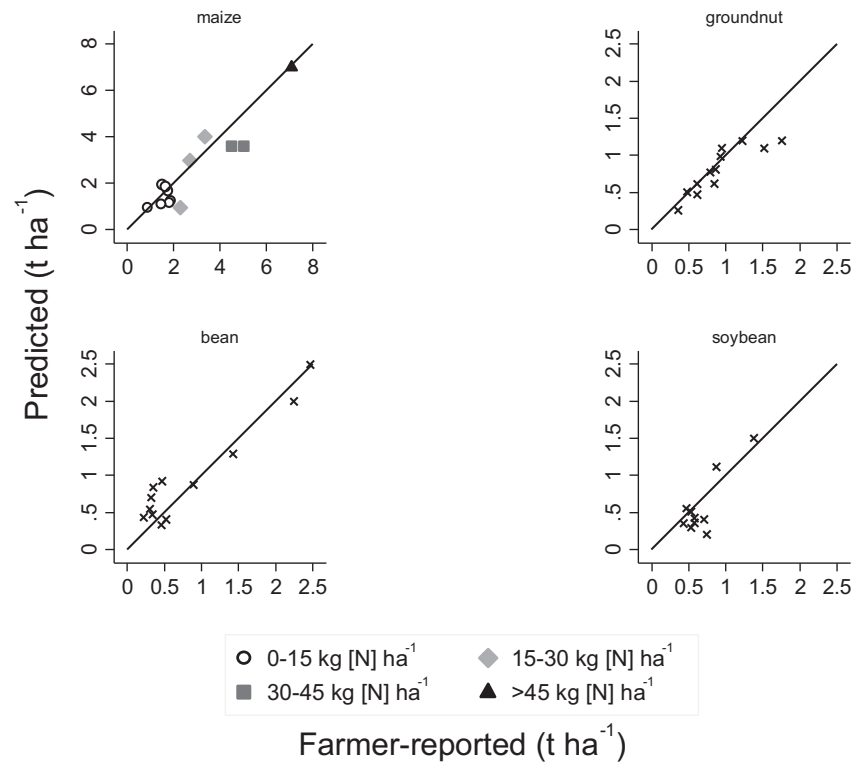 maize
8
6
4
2
0
0 2 4 6 8
groundnut
2.5
2
1.5
1
.5
0
0 0.5 1 1.5 2 2.5
Predicted (t ha⁻¹)
bean
2.5
2
1.5
1
.5
0
0 0.5 1 1.5 2 2.5
soybean
2.5
2
1.5
1
.5
0
0 0.5 1 1.5 2 2.5
0-15 kg [N] ha⁻¹ 15-30 kg [N] ha⁻¹
30-45 kg [N] ha⁻¹ >45 kg [N] ha⁻¹
Farmer-reported (t ha⁻¹)